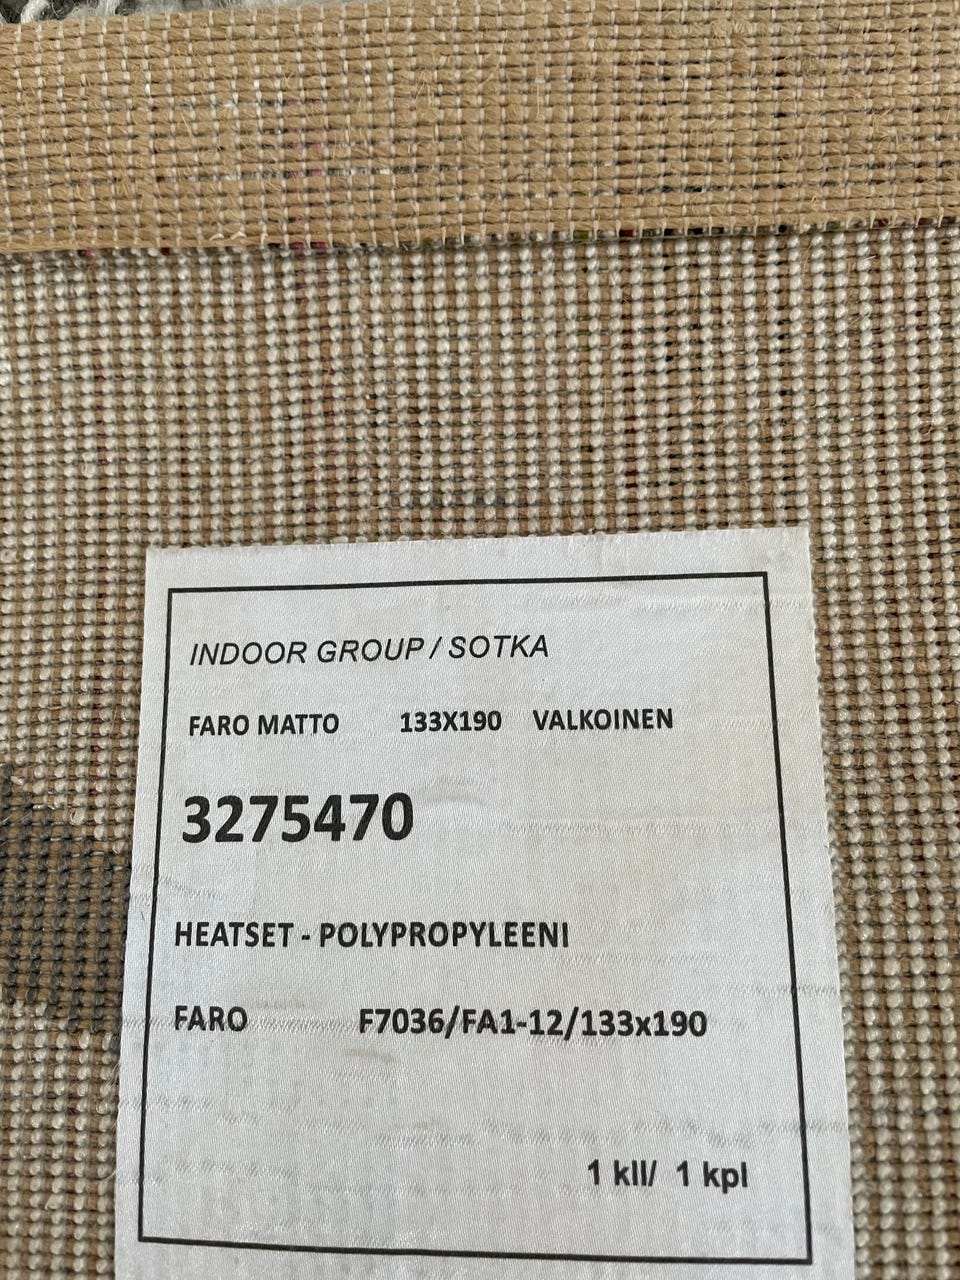 INDOOR GROUP / SOTKA
FARO MATTO 133X190 VALKOINEN
3275470
HEATSET - POLYPROPYLEENI
FARO F7036/FA1-12/133x190
1 kll/ 1 kpl